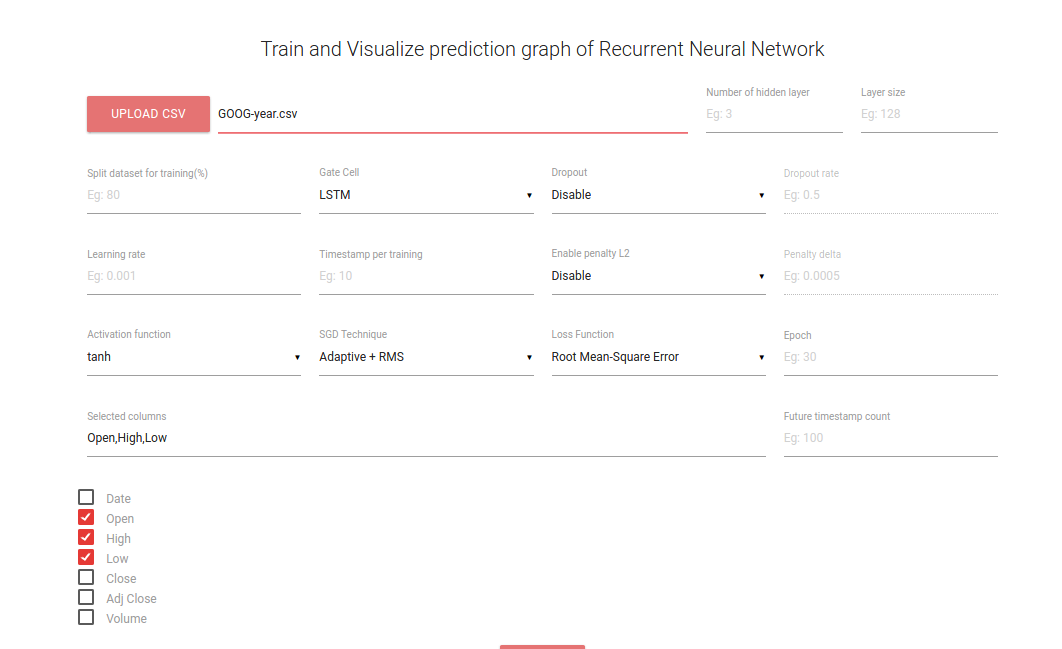 Train and Visualize prediction graph of Recurrent Neural Network
Number of hidden layer
Layer size
UPLOAD CSV
GOOG-year.csv
Eg: 3
Eg: 128
Split dataset for training(%)
Gate Cell
Dropout
Dropout rate
Eg: 80
LSTM
Disable
Eg: 0.5
Learning rate
Timestamp per training
Enable penalty L2
Penalty delta
Eg: 0.001
Eg: 10
Disable
Eg: 0.0005
Activation function
SGD Technique
Loss Function
Epoch
tanh
Adaptive + RMS
Root Mean-Square Error
Eg: 30
Selected columns
Future timestamp count
Open,High,Low
Eg: 100
Date
Open
High
Low
Close
Adj Close
Volume